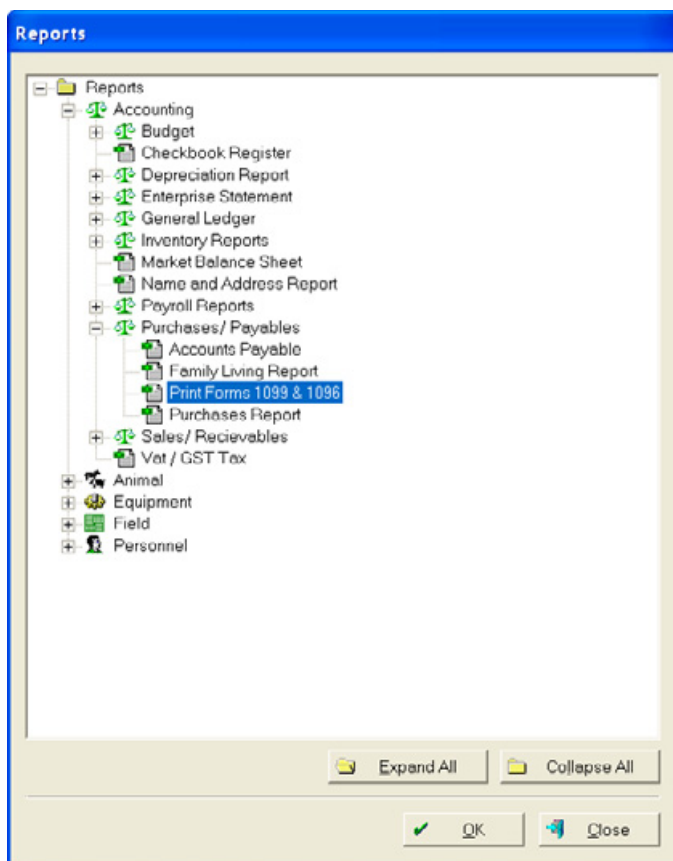 Reports
Reports
Accounting
Budget
Checkbook Register
Depreciation Report
Enterprise Statement
General Ledger
Inventory Reports
Market Balance Sheet
Name and Address Report
Payroll Reports
Purchases/ Payables
Accounts Payable
Family Living Report
Print Forms 1099 & 1096
Purchases Report
Sales/ Recievables
Vat / GST Tax
Animal
Equipment
Field
Personnel
Expand All Collapse All
OK Close